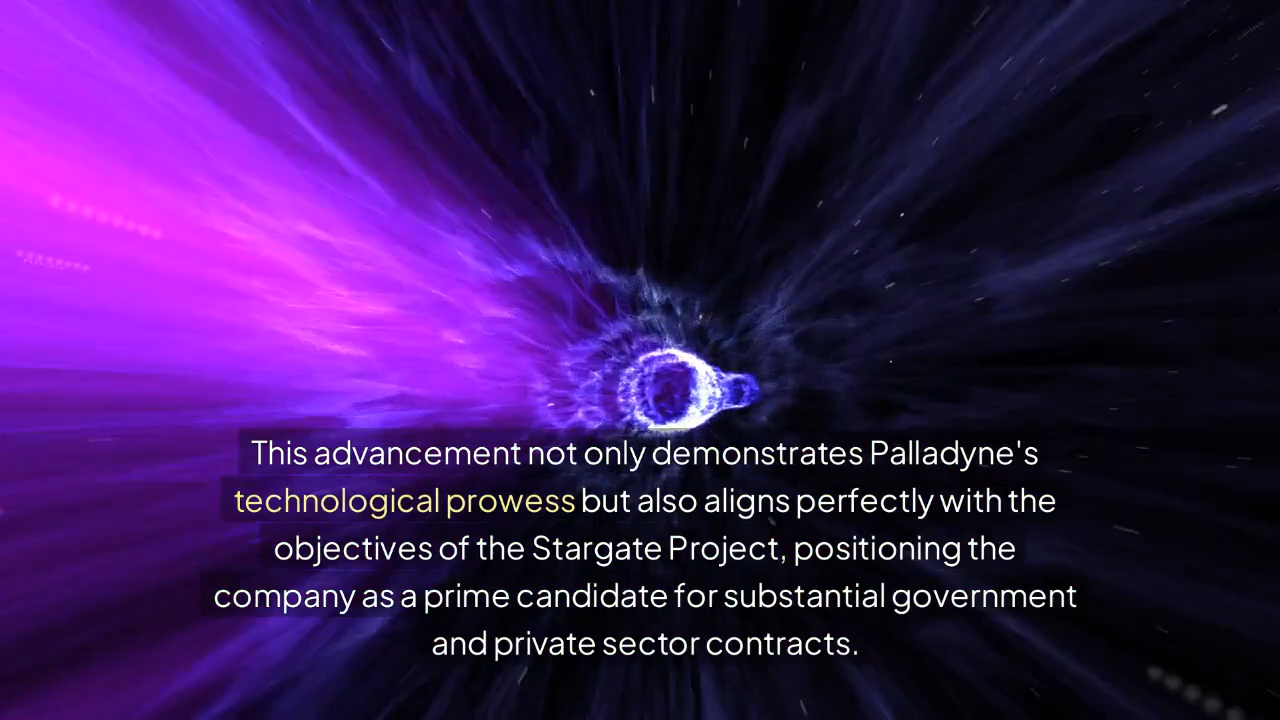 This advancement not only demonstrates Palladyne's
technological prowess but also aligns perfectly with the
objectives of the Stargate Project, positioning the
company as a prime candidate for substantial government
and private sector contracts.